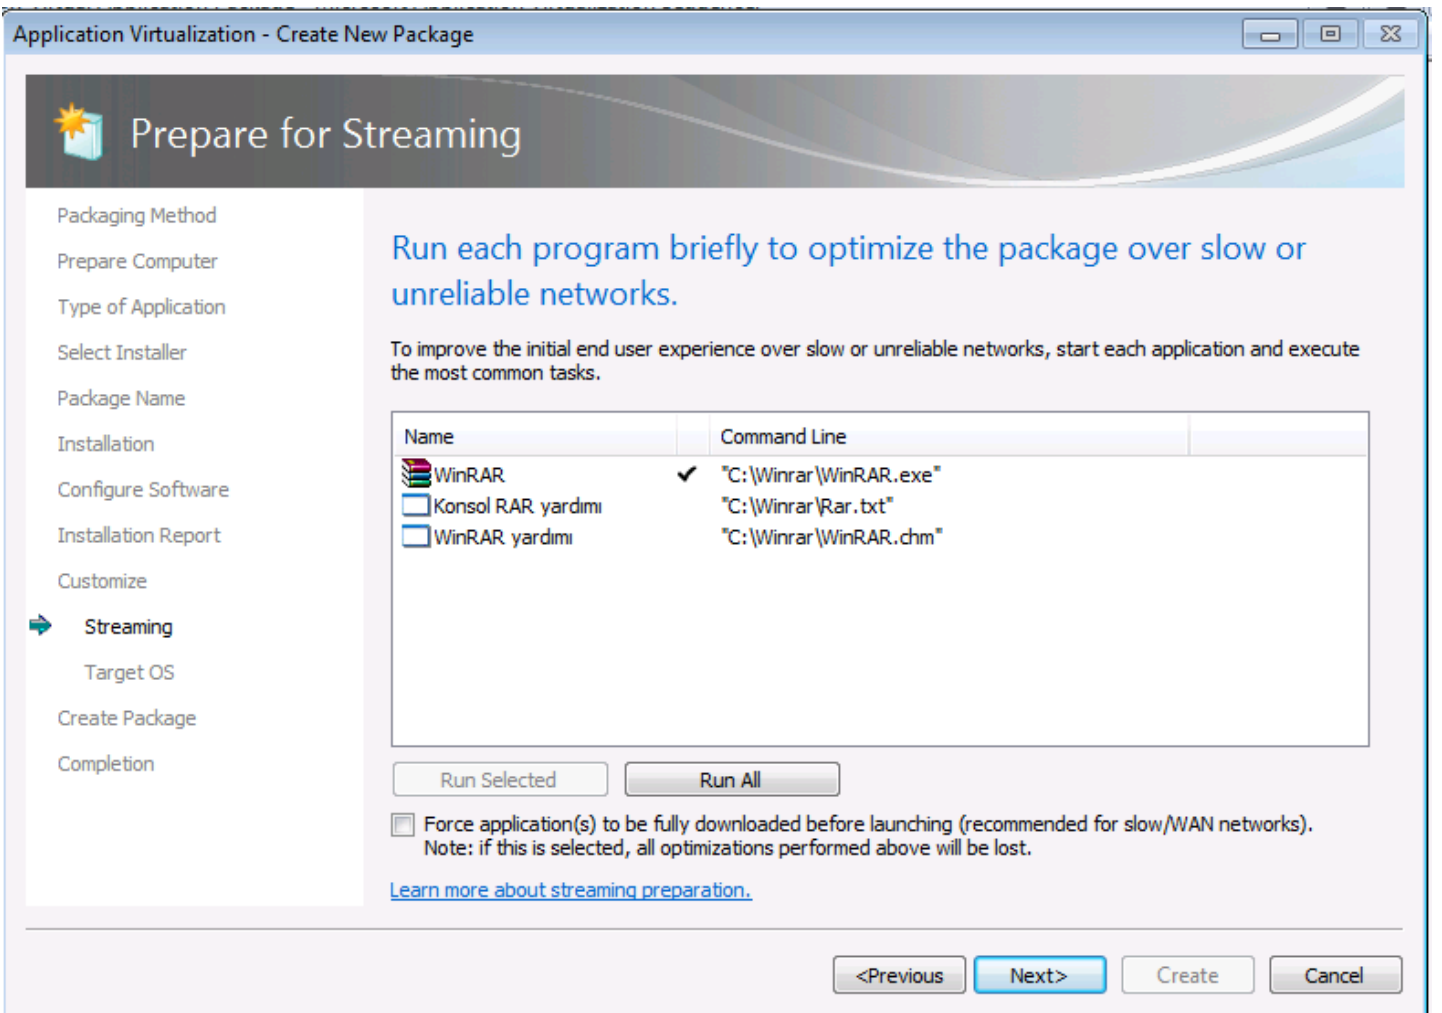 Application Virtualization - Create New Package
Prepare for Streaming
Packaging Method
Prepare Computer
Type of Application
Select Installer
Package Name
Installation
Configure Software
Installation Report
Customize
Streaming
Target OS
Create Package
Completion
Run each program briefly to optimize the package over slow or
unreliable networks.
To improve the initial end user experience over slow or unreliable networks, start each application and execute
the most common tasks.
Name Command Line
WinRAR "C:\Winrar\WinRAR.exe"
Konsol RAR yardımı "C:\Winrar\Rar.txt"
WinRAR yardımı "C:\Winrar\WinRAR.chm"
Run Selected Run All
Force application(s) to be fully downloaded before launching (recommended for slow/WAN networks).
Note: if this is selected, all optimizations performed above will be lost.
Learn more about streaming preparation.
<Previous Next> Create Cancel